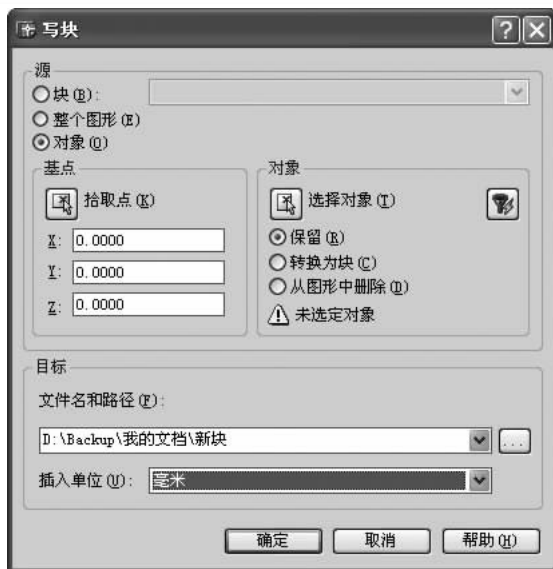 写块
源
块(B):
整个图形(E)
对象(O)
基点
拾取点(K)
X: 0.0000
Y: 0.0000
Z: 0.0000
对象
选择对象(T)
保留(R)
转换为块(C)
从图形中删除(D)
未选定对象
目标
文件名和路径(F):
D:\Backup\我的文档\新块
...
插入单位(U): 毫米
确定 取消 帮助(H)